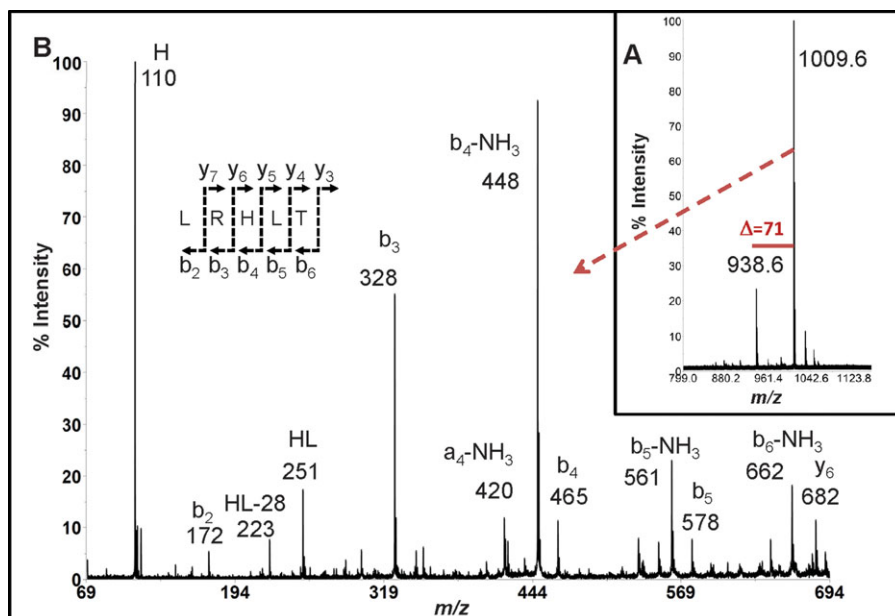 B
% Intensity
100
90
80
70
60
50
40
30
20
10
0
H
110
y7 y6 y5 y4 y3
L R H L T
b2 b3 b4 b5 b6
b2
172
HL-28
223
HL
251
b3
328
a4-NH3
420
b4-NH3
448
b4
465
b5-NH3
561
b5
578
b6-NH3
662
y6
682
69 194 319 444 569 694
m/z
A
% Intensity
100
90
80
70
60
50
40
30
20
10
0
1009.6
Δ=71
938.6
799.0 880.2 961.4 1042.6 1123.8
m/z